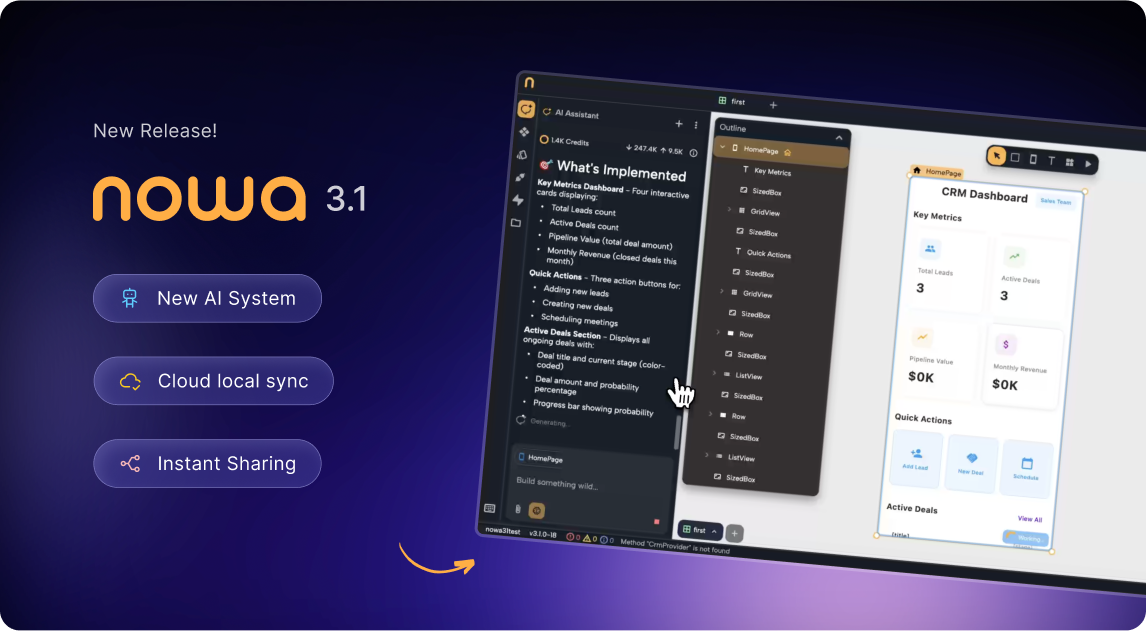 New Release!
nowa 3.1
New AI System
Cloud local sync
Instant Sharing
n
first
AI Assistant
1.4K Credits
247.4K 9.5K
What's Implemented
Key Metrics Dashboard – Four interactive
cards displaying:
• Total Leads count
• Active Deals count
• Pipeline Value (total deal amount)
• Monthly Revenue (closed deals this
month)
Quick Actions – Three action buttons for:
• Adding new leads
• Creating new deals
• Scheduling meetings
Active Deals Section – Displays all
ongoing deals with:
• Deal title and current stage (color-
coded)
• Deal amount and probability
percentage
• Progress bar showing probability
Generating...
HomePage
Build something wild...
nowa31test v3.1.0-18 0 0 0 Method "CrmProvider" is not found
Outline
HomePage
Key Metrics
SizedBox
GridView
SizedBox
Quick Actions
SizedBox
GridView
SizedBox
Row
SizedBox
ListView
SizedBox
Row
SizedBox
ListView
SizedBox
first
HomePage
CRM Dashboard
Sales Team
Key Metrics
Total Leads
3
Active Deals
3
Pipeline Value
$0K
Monthly Revenue
$0K
Quick Actions
Add Lead
New Deal
Schedule
Active Deals
View All